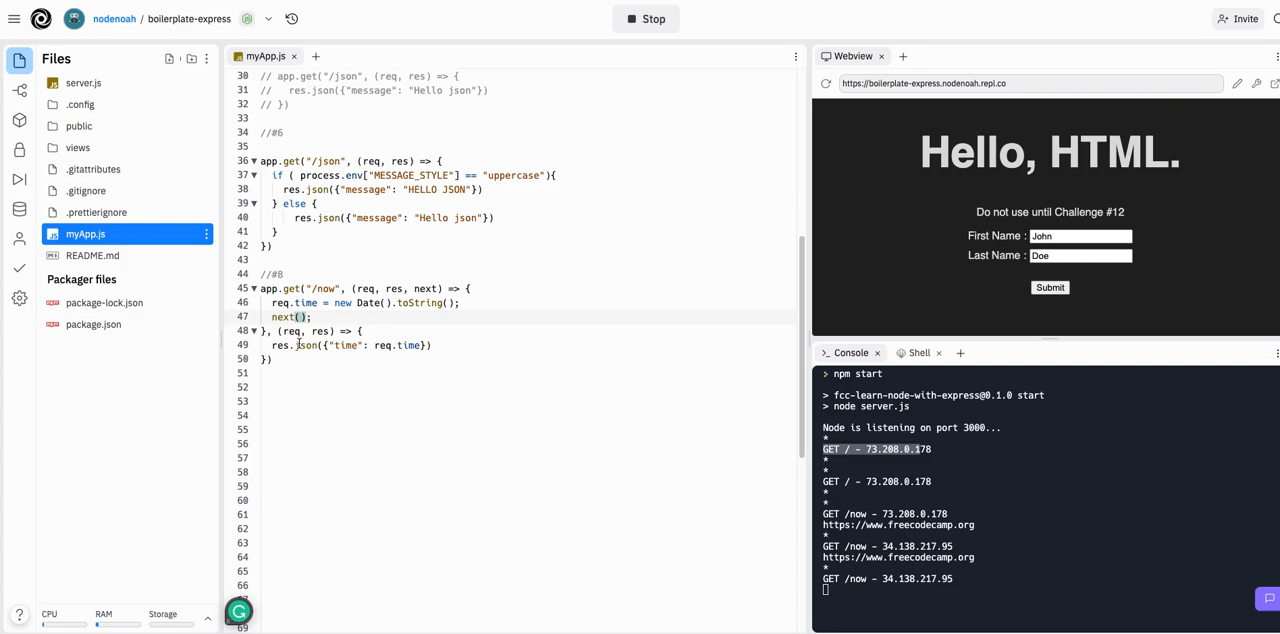 nodenoah / boilerplate-express
Stop
Invite
Files
server.js
.config
public
views
.gitattributes
.gitignore
.prettierignore
myApp.js
README.md
Packager files
package-lock.json
package.json
CPU
RAM
Storage
myApp.js
30 // app.get("/json", (req, res) => {
31 //   res.json({"message": "Hello json"})
32 // })
33
34 //#6
35
36 app.get("/json", (req, res) => {
37   if ( process.env["MESSAGE_STYLE"] == "uppercase"){
38     res.json({"message": "HELLO JSON"})
39   } else {
40       res.json({"message": "Hello json"})
41   }
42 })
43
44 //#8
45 app.get("/now", (req, res, next) => {
46   req.time = new Date().toString();
47   next();
48 }, (req, res) => {
49   res.json({"time": req.time})
50 })
51
52
53
54
55
56
57
58
59
60
61
62
63
64
65
66
69
Webview
https://boilerplate-express.nodenoah.repl.co
Hello, HTML.
Do not use until Challenge #12
First Name : John
Last Name : Doe
Submit
Console
Shell
> npm start
> fcc-learn-node-with-express@0.1.0 start
> node server.js
Node is listening on port 3000...
*
GET / - 73.208.0.178
*
*
GET / - 73.208.0.178
*
*
GET /now - 73.208.0.178
https://www.freecodecamp.org
*
GET /now - 34.138.217.95
https://www.freecodecamp.org
*
GET /now - 34.138.217.95